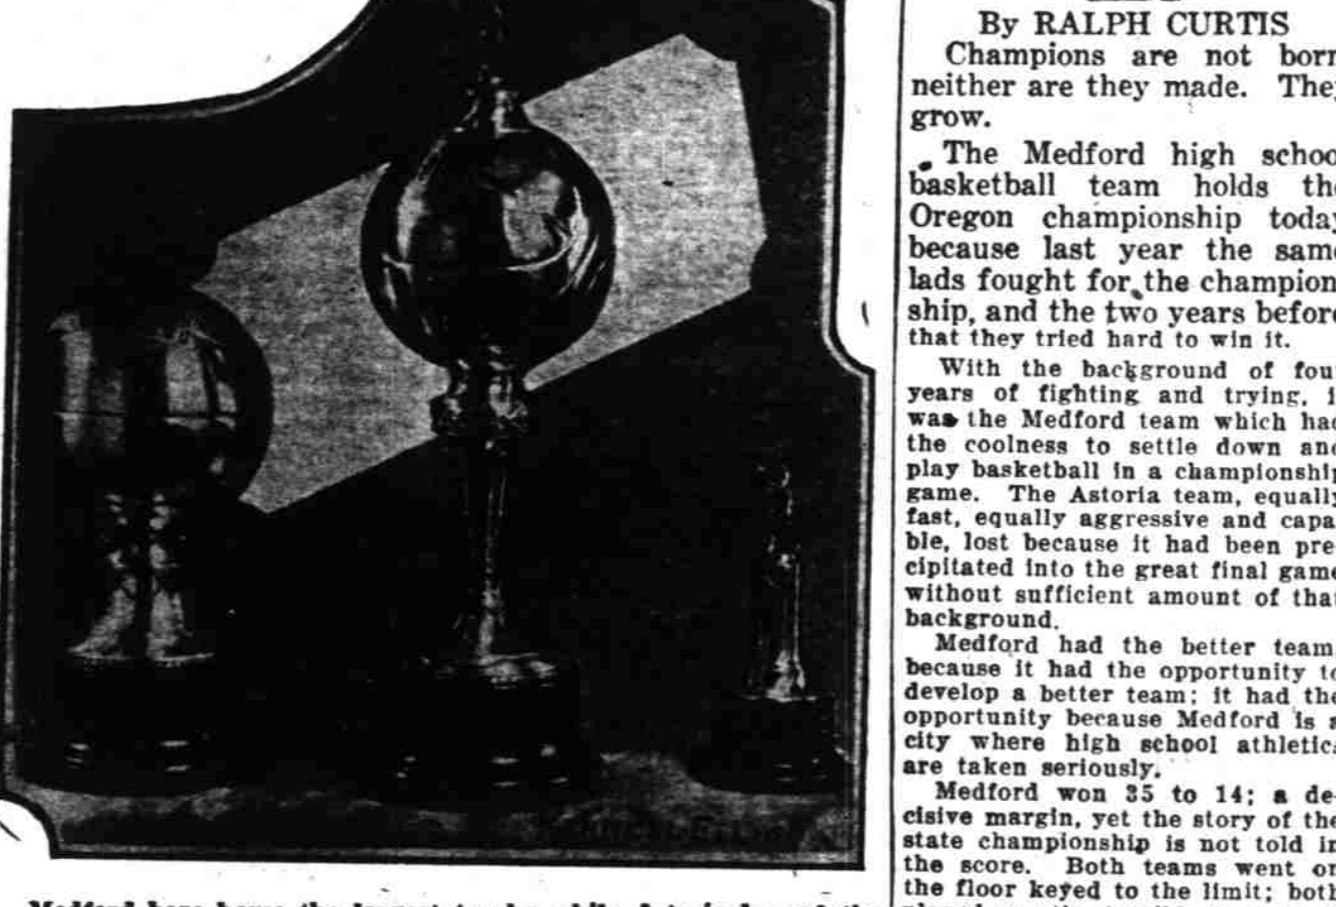 By RALPH CURTIS
Champions are not born
neither are they made. They
grow.
The Medford high schoo
basketball team holds the
Oregon championship today
because last year the same
lads fought for the champion
ship, and the two years before
that they tried hard to win it.
With the background of four
years of fighting and trying, i
was the Medford team which had
the coolness to settle down and
play basketball in a championship
game. The Astoria team, equally
fast, equally aggressive and capa-
ble, lost because it had been pre-
cipitated into the great final game
without sufficient amount of that
background.
Medford had the better team,
because it had the opportunity to
develop a better team; it had the
opportunity because Medford is a
city where high school athletics
are taken seriously.
Medford won 35 to 14; a de-
cisive margin, yet the story of the
state championship is not told in
the score. Both teams went on
the floor keyed to the limit; both